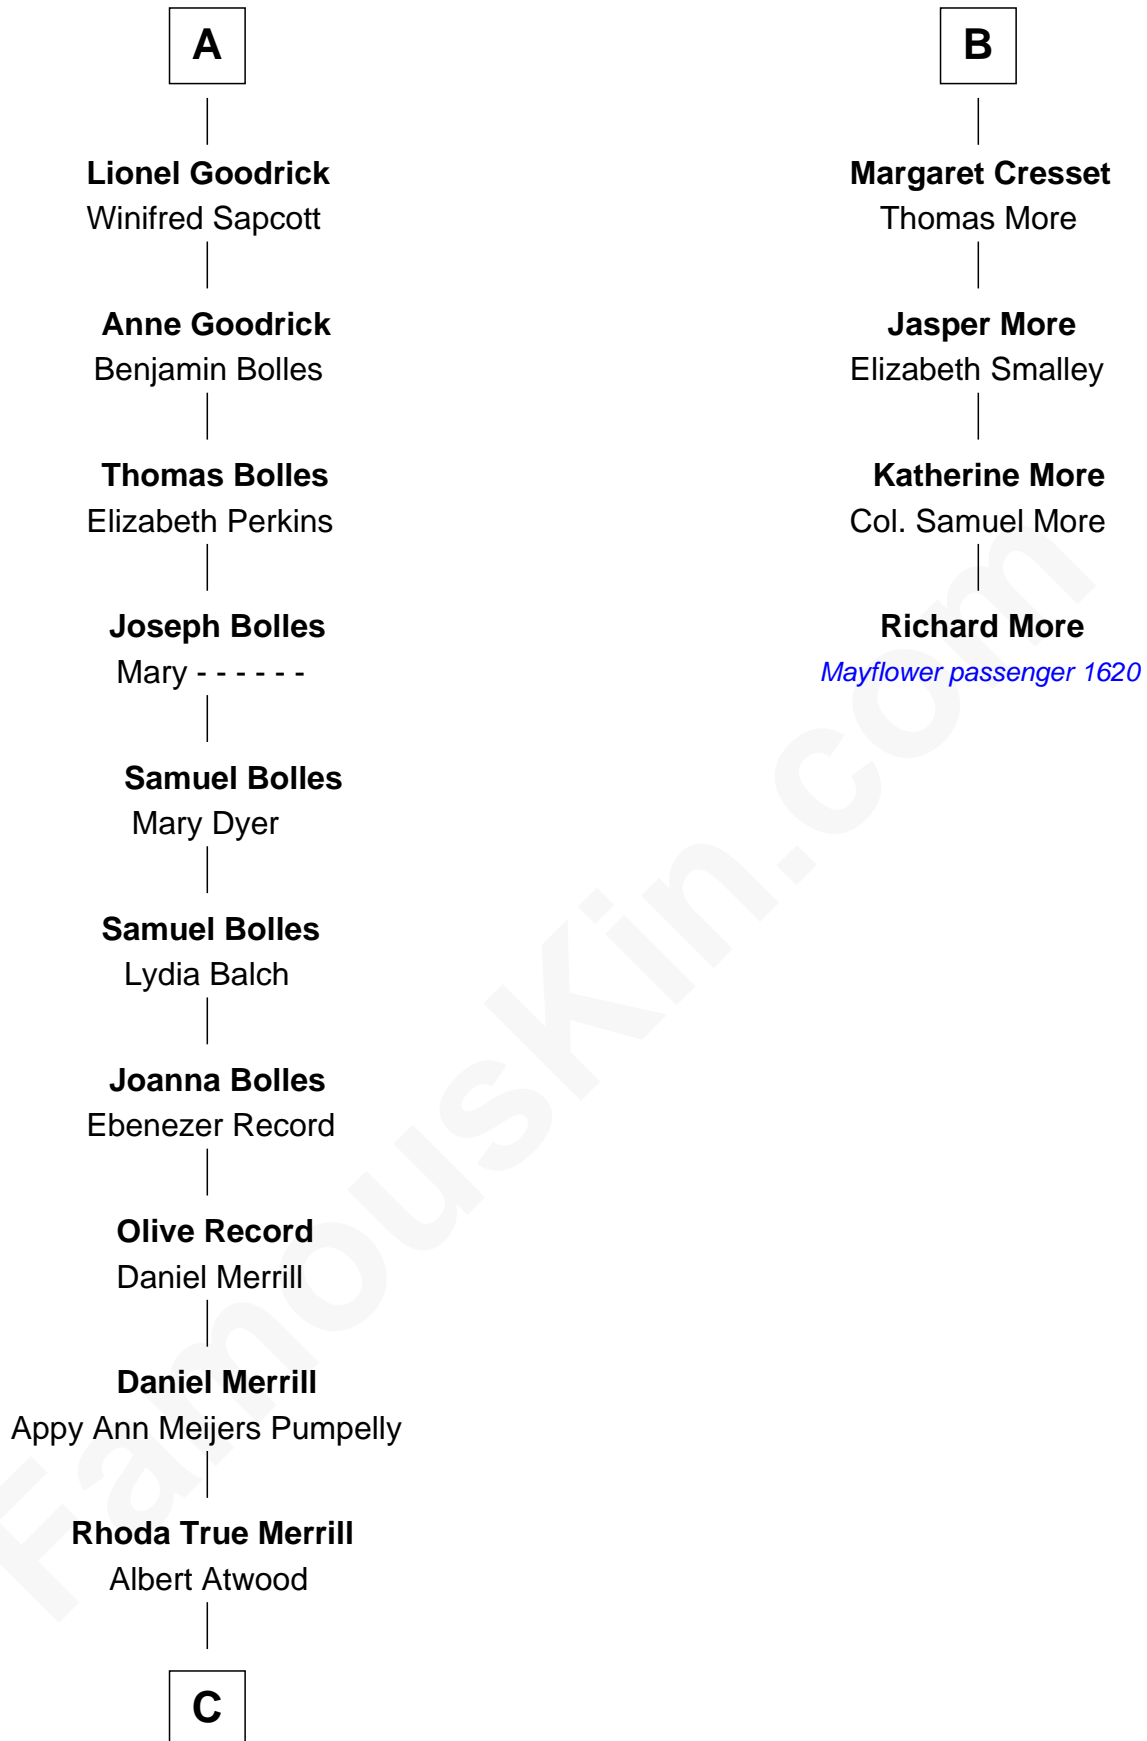 A
Lionel Goodrick
Winifred Sapcott
Anne Goodrick
Benjamin Bolles
Thomas Bolles
Elizabeth Perkins
Joseph Bolles
Mary - - - - - -
Samuel Bolles
Mary Dyer
Samuel Bolles
Lydia Balch
Joanna Bolles
Ebenezer Record
Olive Record
Daniel Merrill
Daniel Merrill
Appy Ann Meijers Pumpelly
Rhoda True Merrill
Albert Atwood
C
B
Margaret Cresset
Thomas More
Jasper More
Elizabeth Smalley
Katherine More
Col. Samuel More
Richard More
Mayflower passenger 1620
FamousKin.com